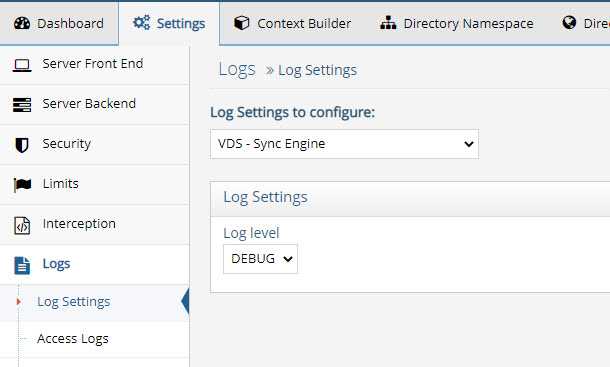 Dashboard Settings Context Builder Directory Namespace
Server Front End
Logs » Log Settings
Server Backend
Log Settings to configure:
Security
VDS - Sync Engine
Limits
Log Settings
Interception
Log level
DEBUG
Logs
Log Settings
Access Logs